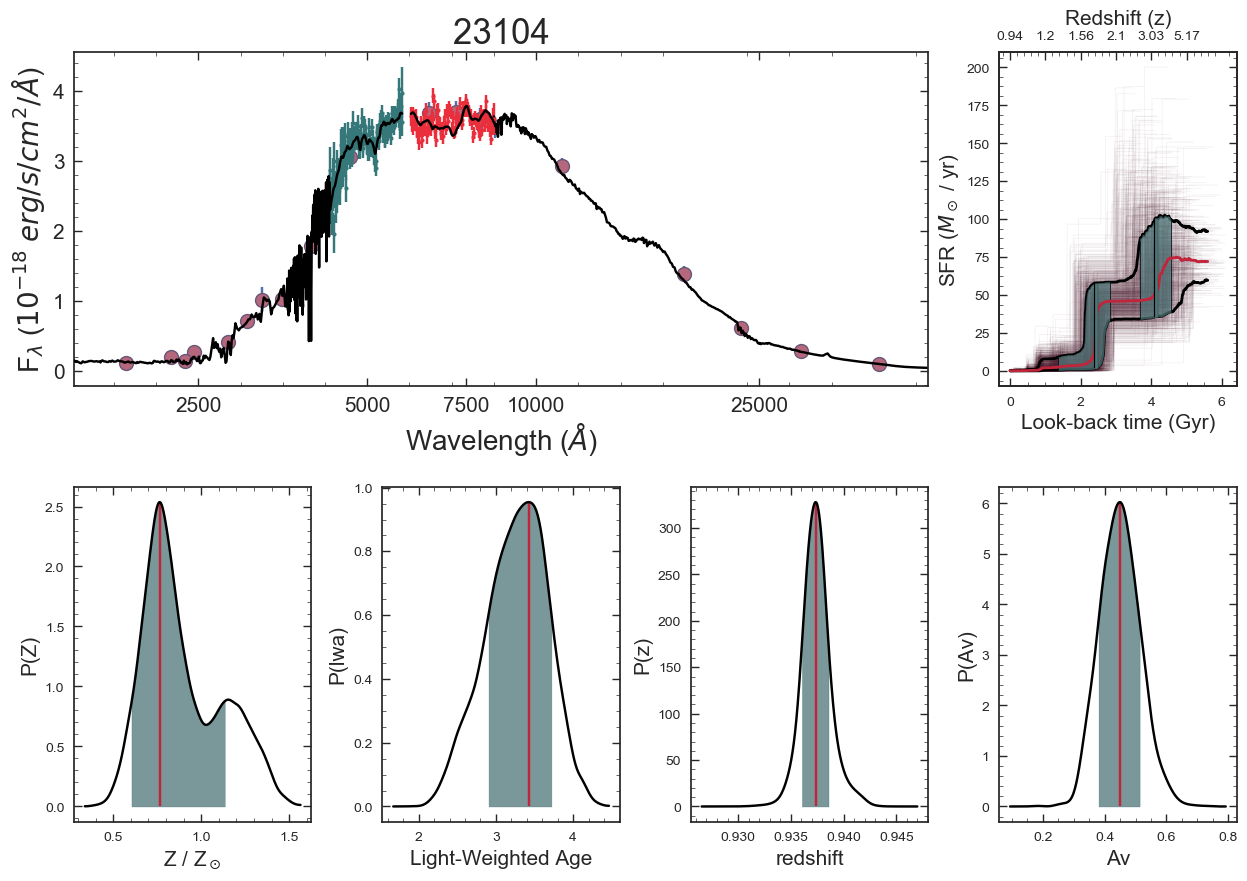 23104
4
3
2
1
0
F_λ (10^{-18} erg/s/cm^2/Å)
2500 5000 7500 10000 25000
Wavelength (Å)
Redshift (z)
0.94 1.2 1.56 2.1 3.03 5.17
200
175
150
125
100
75
50
25
0
SFR (M_⊙ / yr)
0 2 4 6
Look-back time (Gyr)
2.5
2.0
1.5
1.0
0.5
0.0
P(Z)
0.5 1.0 1.5
Z / Z_⊙
1.0
0.8
0.6
0.4
0.2
0.0
P(lwa)
2 3 4
Light-Weighted Age
300
250
200
150
100
50
0
P(z)
0.930 0.935 0.940 0.945
redshift
6
5
4
3
2
1
0
P(Av)
0.2 0.4 0.6 0.8
Av